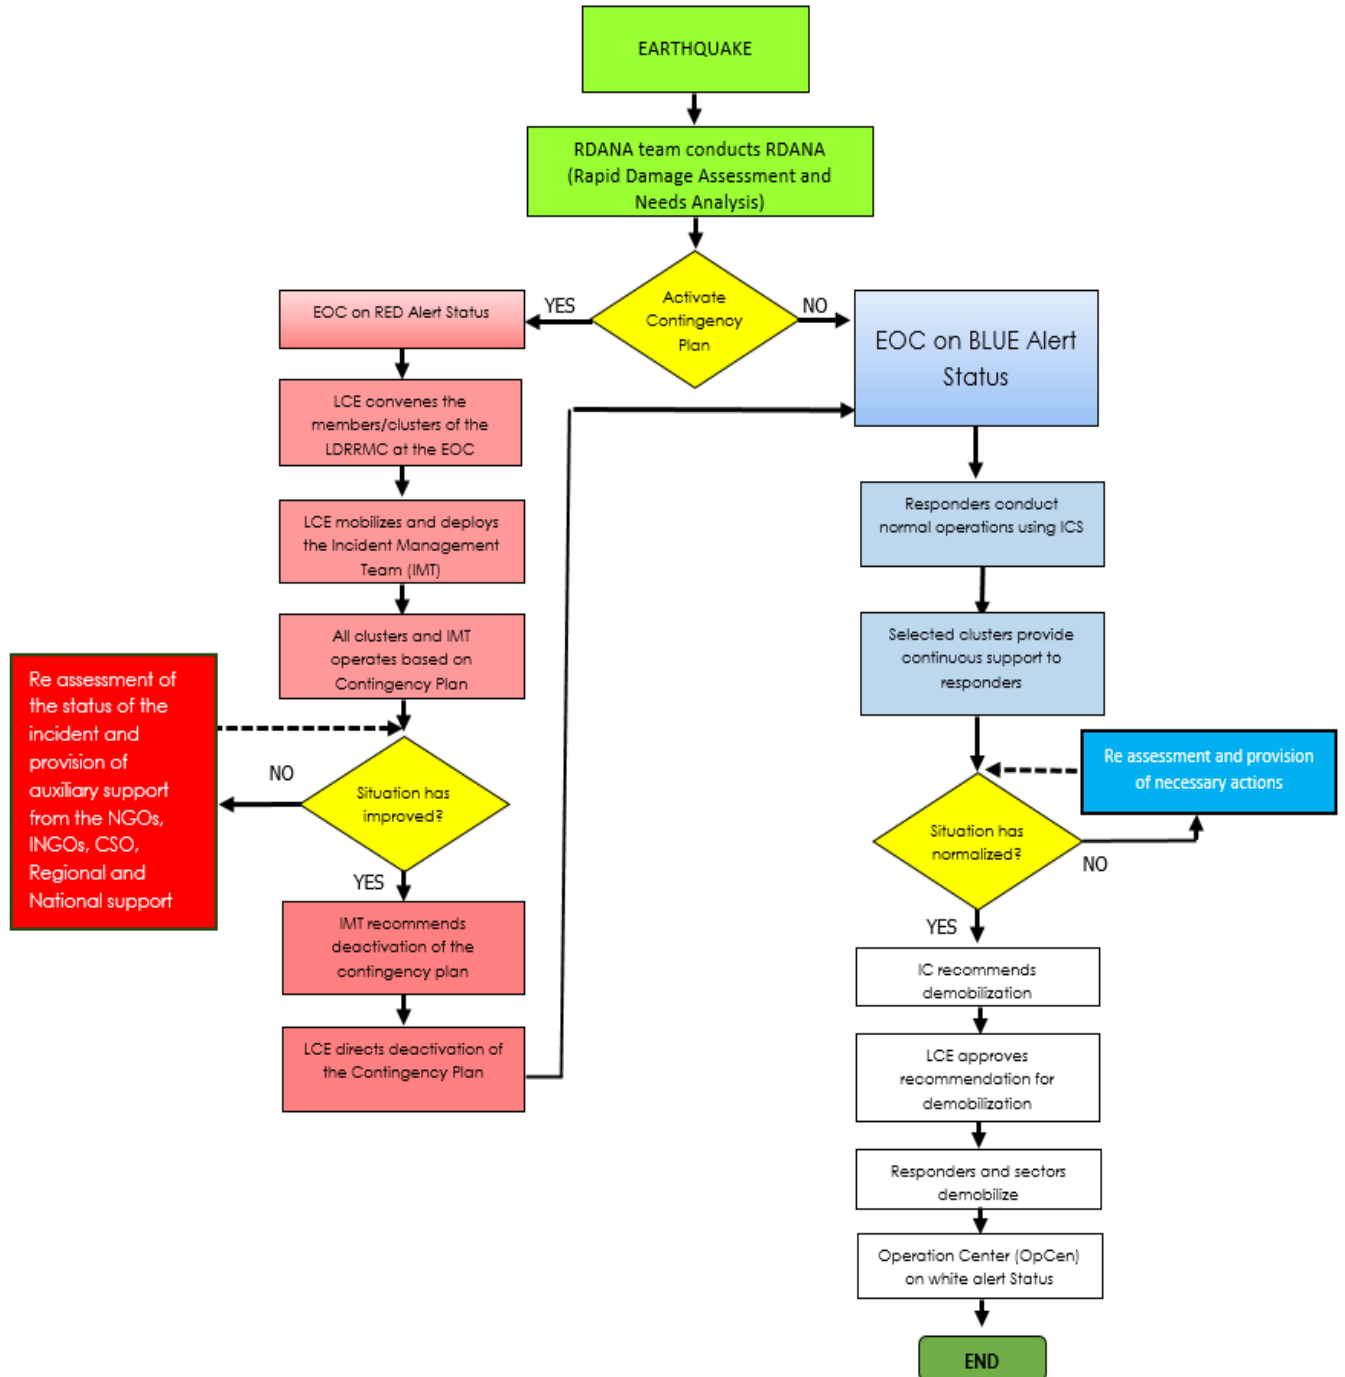 EARTHQUAKE
RDANA team conducts RDANA
(Rapid Damage Assessment and
Needs Analysis)
Activate
Contingency
Plan
YES
NO
EOC on RED Alert Status
LCE convenes the
members/clusters of the
LDRRMC at the EOC
LCE mobilizes and deploys
the Incident Management
Team (IMT)
All clusters and IMT
operates based on
Contingency Plan
Re assessment of
the status of the
incident and
provision of
auxiliary support
from the NGOs,
INGOs, CSO,
Regional and
National support
NO
Situation has
improved?
YES
IMT recommends
deactivation of the
contingency plan
LCE directs deactivation of
the Contingency Plan
EOC on BLUE Alert
Status
Responders conduct
normal operations using ICS
Selected clusters provide
continuous support to
responders
Re assessment and provision
of necessary actions
Situation has
normalized?
NO
YES
IC recommends
demobilization
LCE approves
recommendation for
demobilization
Responders and sectors
demobilize
Operation Center (OpCen)
on white alert Status
END